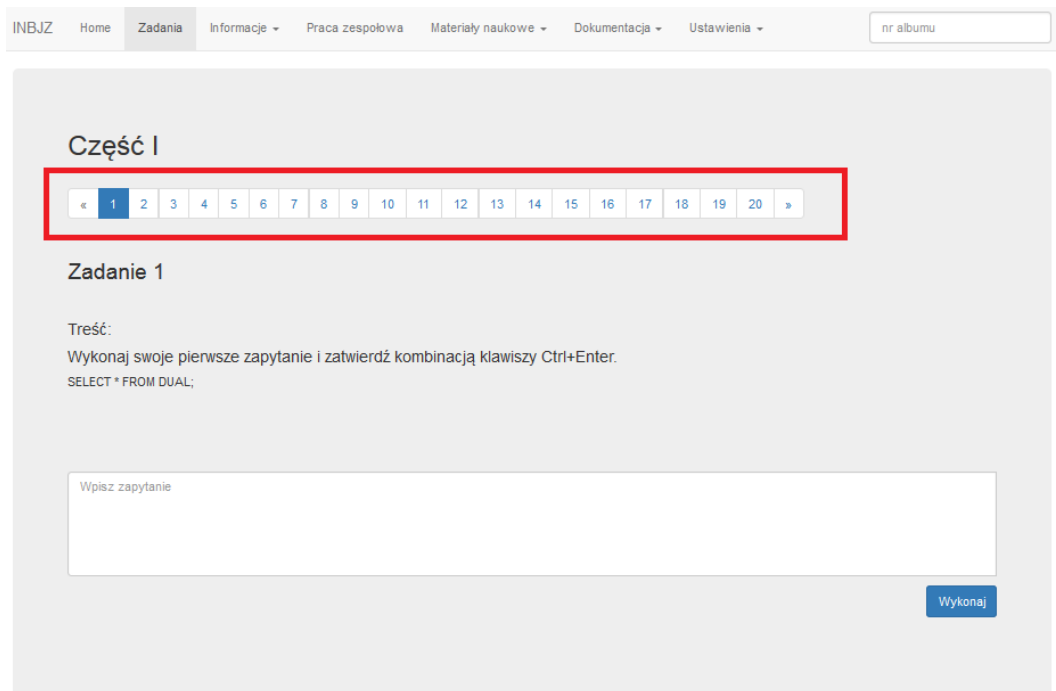 INBJZ Home Zadania Informacje Praca zespołowa Materiały naukowe Dokumentacja Ustawienia nr albumu
Część I
« 1 2 3 4 5 6 7 8 9 10 11 12 13 14 15 16 17 18 19 20 »
Zadanie 1
Treść:
Wykonaj swoje pierwsze zapytanie i zatwierdź kombinacją klawiszy Ctrl+Enter.
SELECT * FROM DUAL;
Wpisz zapytanie
Wykonaj